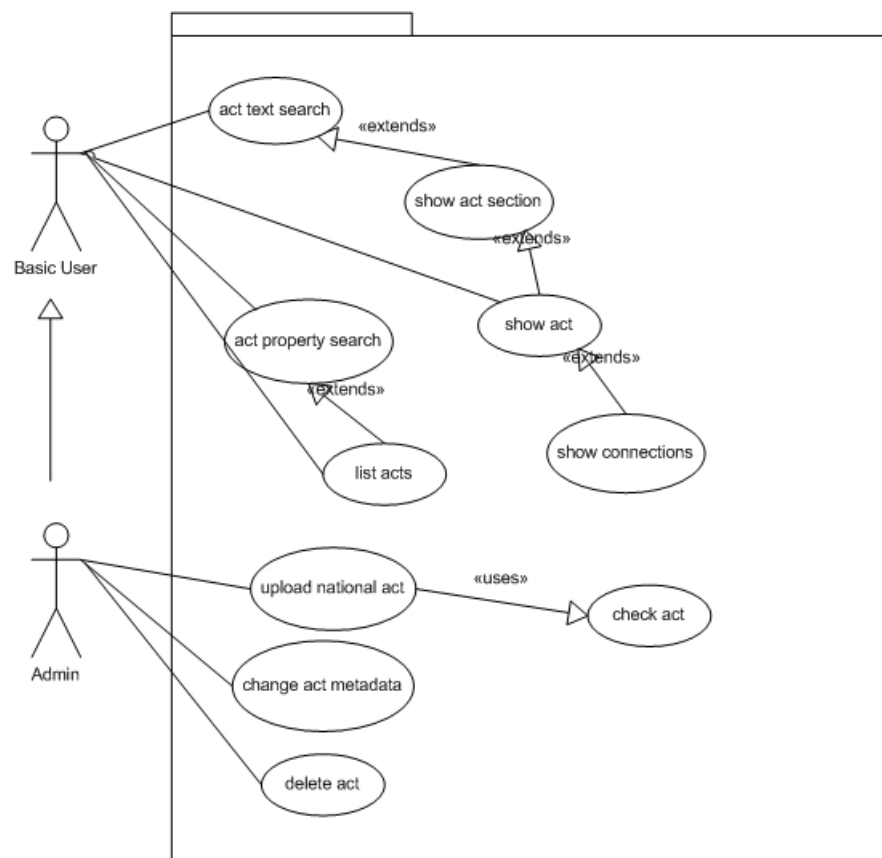 act text search
«extends»
show act section
«extends»
Basic User
show act
act property search
«extends»
«extends»
show connections
list acts
«uses»
upload national act
check act
Admin
change act metadata
delete act